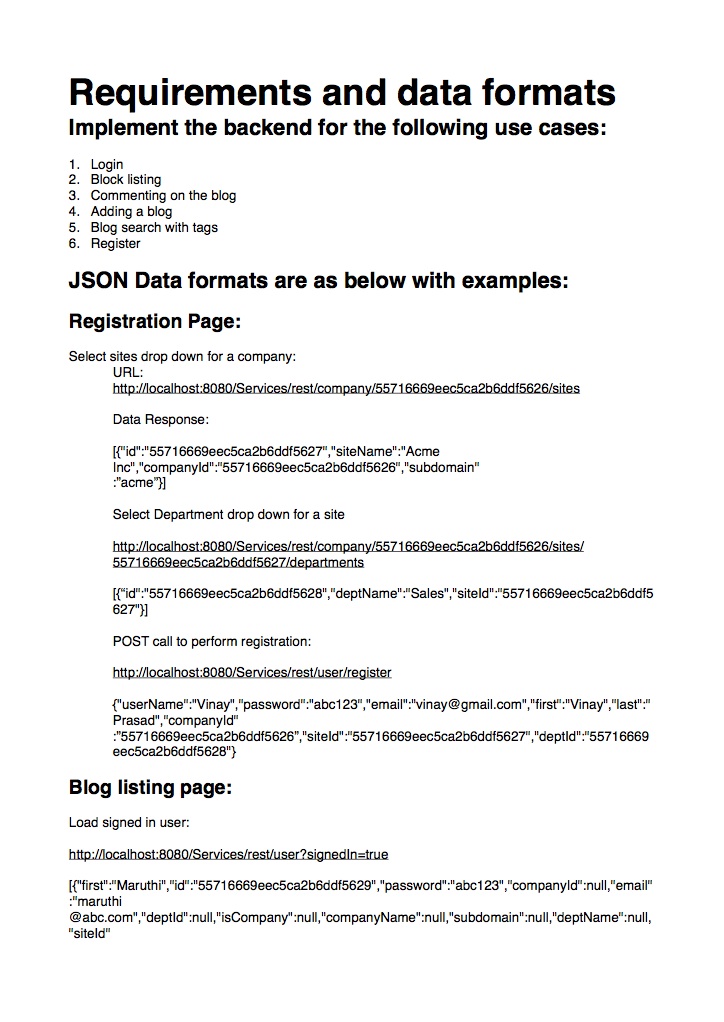 Requirements and data formats
Implement the backend for the following use cases:
1. Login
2. Block listing
3. Commenting on the blog
4. Adding a blog
5. Blog search with tags
6. Register
JSON Data formats are as below with examples:
Registration Page:
Select sites drop down for a company:
URL:
http://localhost:8080/Services/rest/company/55716669eec5ca2b6ddf5626/sites
Data Response:
[{"id":"55716669eec5ca2b6ddf5627","siteName":"Acme
Inc","companyId":"55716669eec5ca2b6ddf5626","subdomain"
:"acme"}]
Select Department drop down for a site
http://localhost:8080/Services/rest/company/55716669eec5ca2b6ddf5626/sites/
55716669eec5ca2b6ddf5627/departments
[{“id":"55716669eec5ca2b6ddf5628","deptName":"Sales","siteId":"55716669eec5ca2b6ddf5
627"}]
POST call to perform registration:
http://localhost:8080/Services/rest/user/register
{"userName":"Vinay","password":"abc123","email":"vinay@gmail.com","first":"Vinay","last":"
Prasad","companyId"
:"55716669eec5ca2b6ddf5626”,"siteId":"55716669eec5ca2b6ddf5627","deptId":"55716669
eec5ca2b6ddf5628"}
Blog listing page:
Load signed in user:
http://localhost:8080/Services/rest/user?signedIn=true
[{"first":"Maruthi","id":"55716669eec5ca2b6ddf5629","password":"abc123","companyId":null,"email"
:"maruthi
@abc.com","deptId":null,"isCompany":null,"companyName":null,"subdomain":null,"deptName":null,
"siteId"